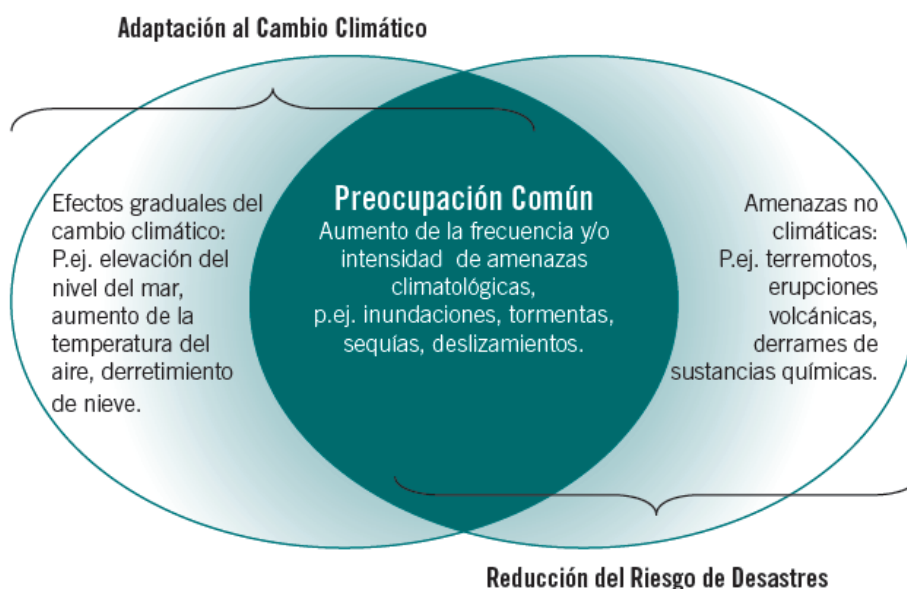 Adaptación al Cambio Climático
Efectos graduales del
cambio climático:
P.ej. elevación del
nivel del mar,
aumento de la
temperatura del
aire, derretimiento
de nieve.
Preocupación Común
Aumento de la frecuencia y/o
intensidad de amenazas
climatológicas,
p.ej. inundaciones, tormentas,
sequías, deslizamientos.
Amenazas no
climáticas:
P.ej. terremotos,
erupciones
volcánicas,
derrames de
sustancias químicas.
Reducción del Riesgo de Desastres